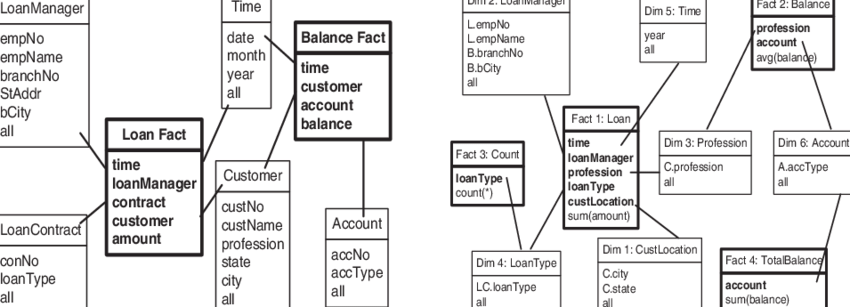 LoanManager
empNo
empName
branchNo
StAddr
bCity
all
Time
date
month
year
all
Balance Fact
time
customer
account
balance
Loan Fact
time
loanManager
contract
customer
amount
Customer
custNo
custName
profession
state
city
all
Account
accNo
accType
all
LoanContract
conNo
loanType
all
Dim 2: LoanManager
L.empNo
L.empName
B.branchNo
B.bCity
all
Dim 5: Time
year
all
Fact 2: Balance
profession
account
avg(balance)
Fact 1: Loan
time
loanManager
profession
loanType
custLocation
sum(amount)
Fact 3: Count
loanType
count(*)
Dim 3: Profession
C.profession
all
Dim 6: Account
A.accType
all
Dim 4: LoanType
LC.loanType
all
Dim 1: CustLocation
C.city
C.state
all
Fact 4: TotalBalance
account
sum(balance)